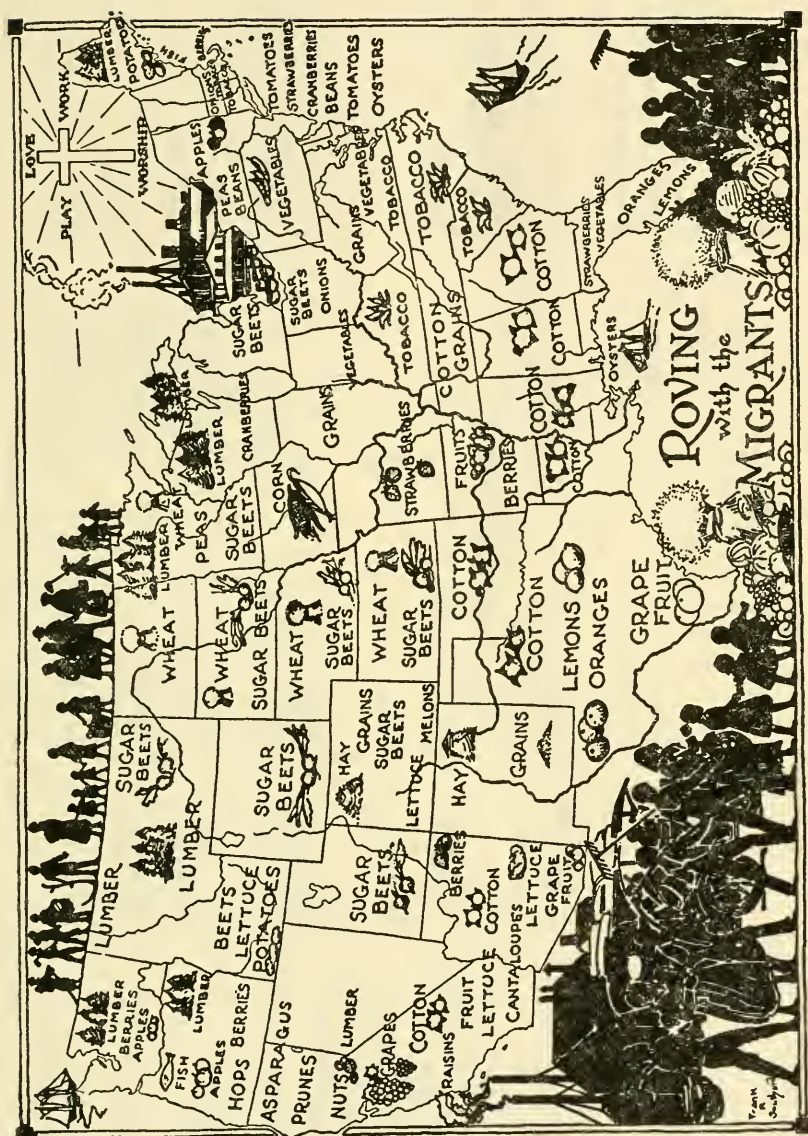 LOVE
WORK
PLAY
WORSHIP
LUMBER
BERRIES
APPLES
LUMBER
FISH
APPLES
HOPS BERRIES
ASPARAGUS
PRUNES
NUTS
LUMBER
GRAPES
COTTON
RAISINS
FRUIT
LETTUCE
CANTALOUPES
LUMBER
LUMBER
SUGAR
BEETS
BEETS
LETTUCE
POTATOES
SUGAR
BEETS
SUGAR
BEETS
BERRIES
COTTON
LETTUCE
GRAPE
FRUIT
HAY
GRAINS
SUGAR
BEETS
LETTUCE
MELONS
HAY
GRAINS
WHEAT
WHEAT
SUGAR BEETS
WHEAT
SUGAR
BEETS
WHEAT
SUGAR
BEETS
COTTON
COTTON
LEMONS
ORANGES
GRAPE
FRUIT
LUMBER
WHEAT
PEAS
SUGAR
BEETS
CORN
STRAWBERRIES
FRUITS
BERRIES
COTTON
LUMBER
LUMBER
CRANBERRIES
GRAINS
SUGAR
BEETS
VEGETABLES
SUGAR
BEETS
ONIONS
TOBACCO
COTTON
GRAINS
COTTON
COTTON
COTTON
OYSTERS
APPLES
PEAS
BEANS
VEGETABLES
GRAINS
VEGETABLES
TOBACCO
TOBACCO
TOBACCO
STRAWBERRIES
VEGETABLES
ORANGES
LEMONS
LUMBER
POTATOES
FISH
BERRIES
ONIONS
TOBACCO
TOMATOES
STRAWBERRIES
CRANBERRIES
BEANS
TOMATOES
OYSTERS
ROVING
with the
MIGRANTS
Frank